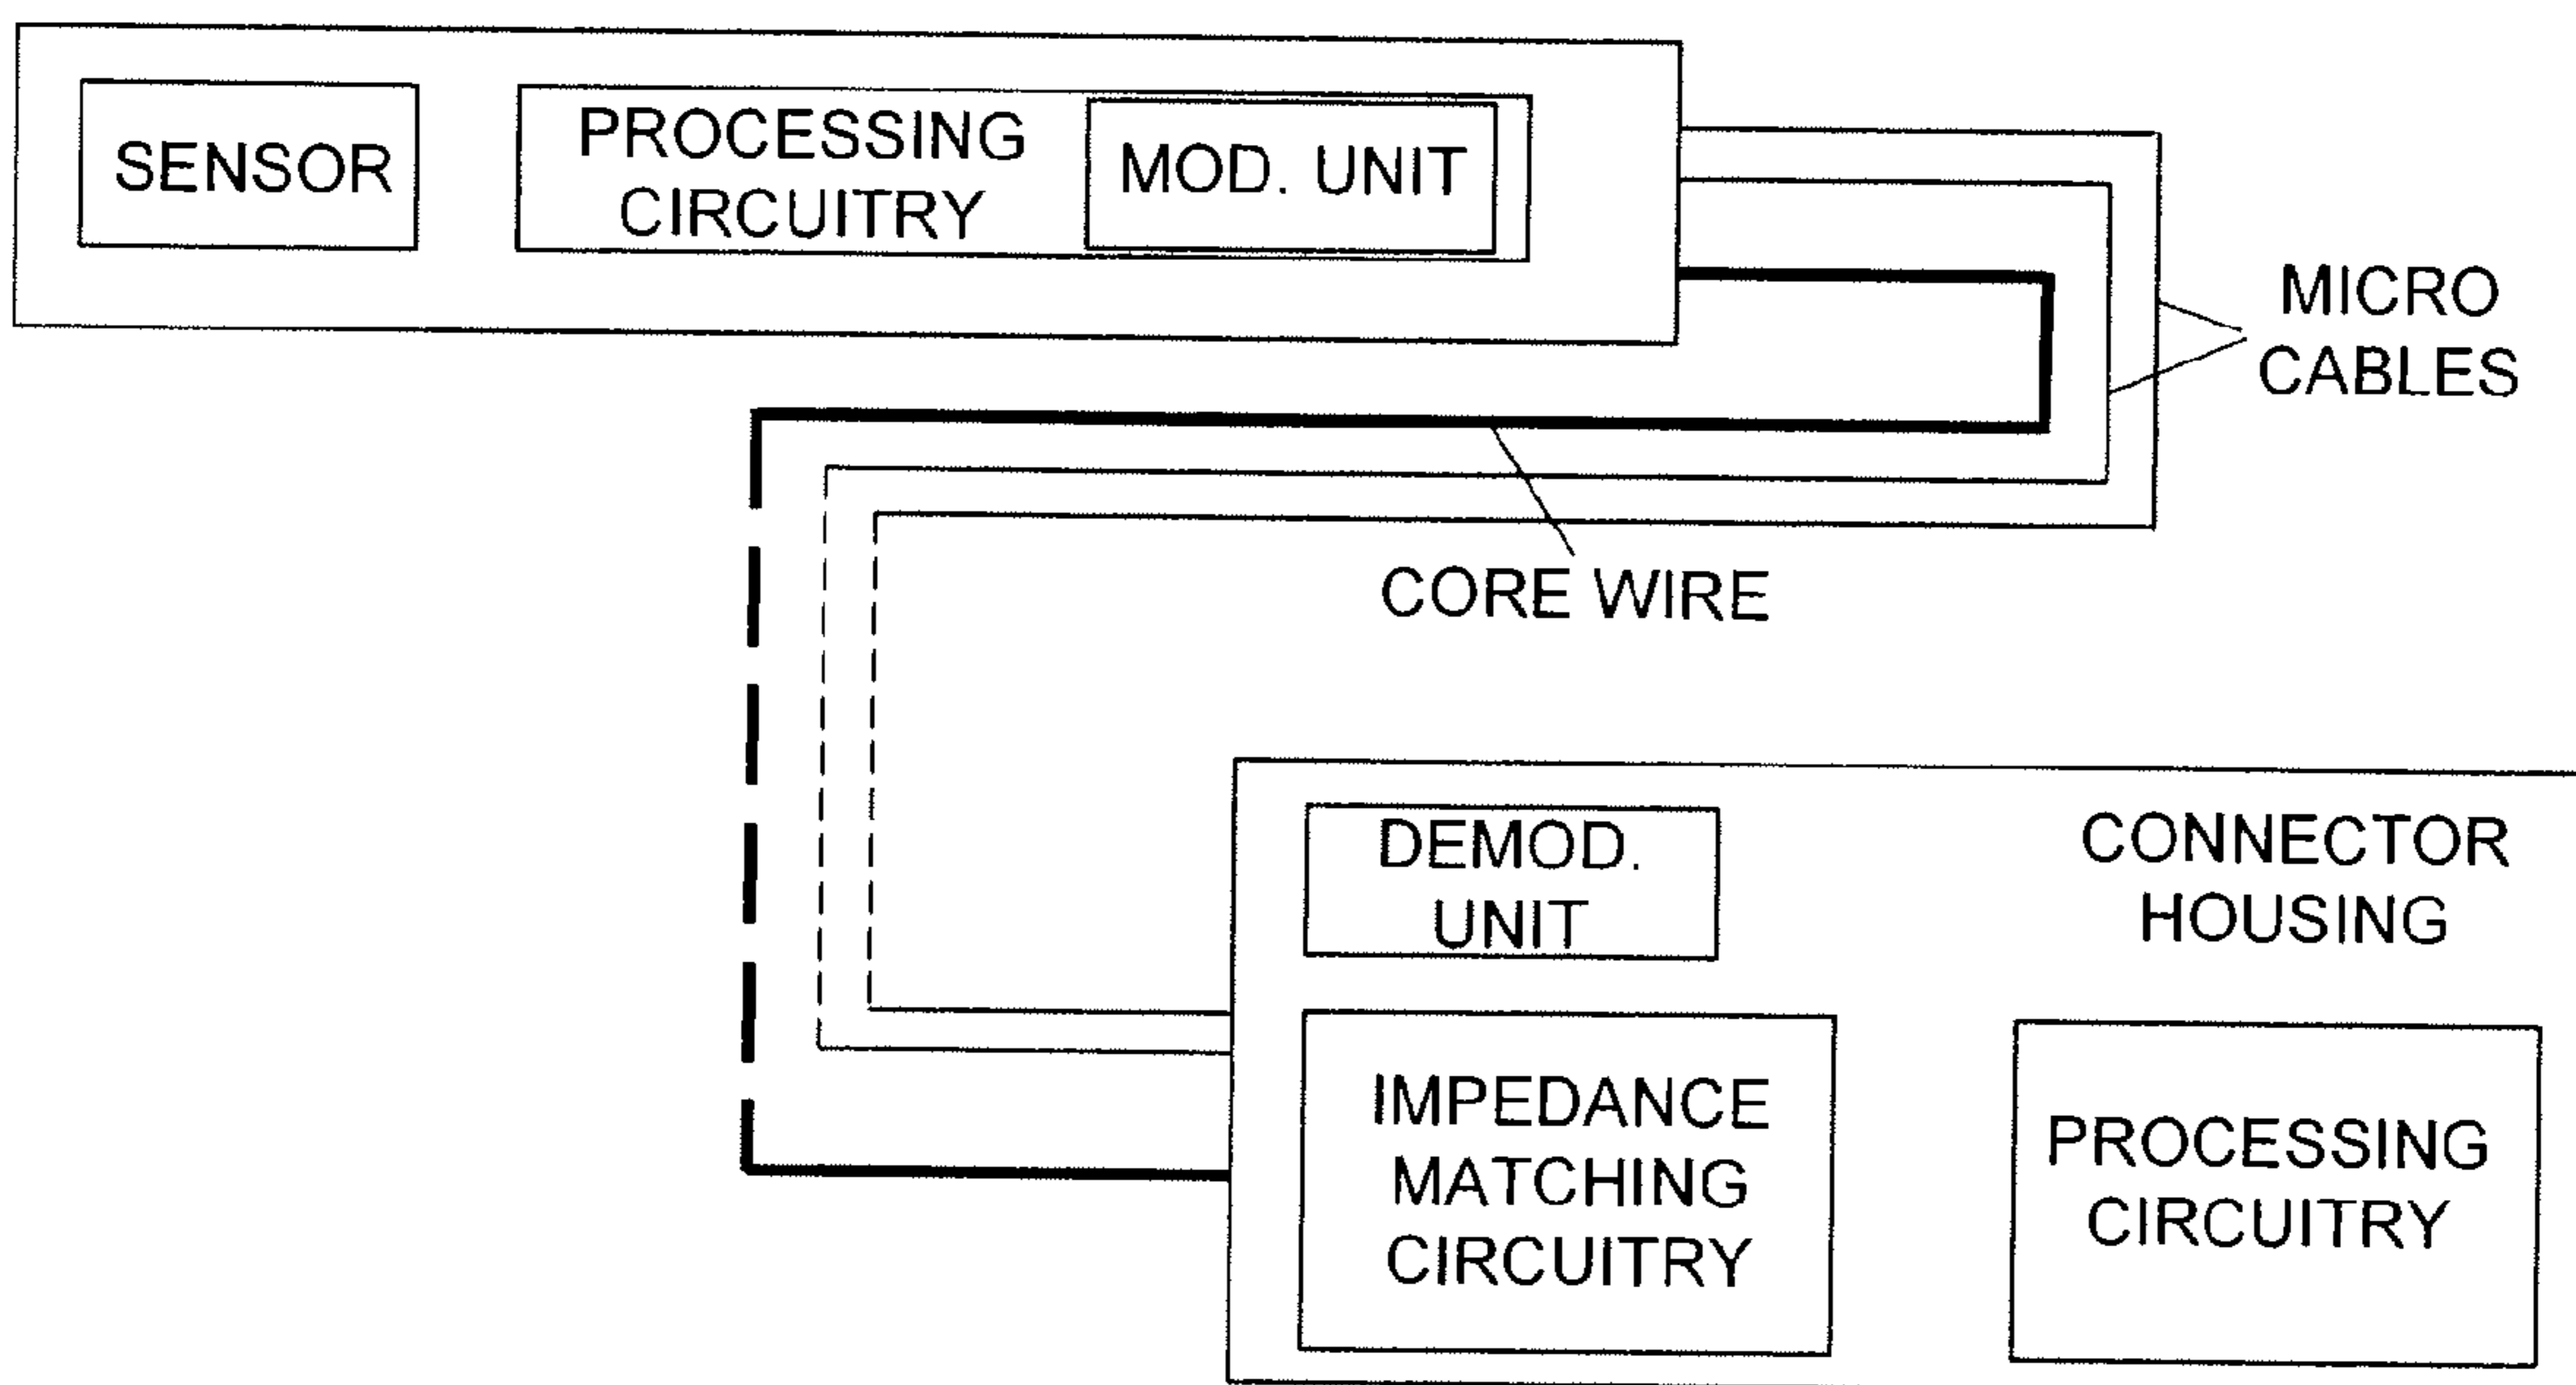 SENSOR
PROCESSING
CIRCUITRY
MOD. UNIT
MICRO
CABLES
CORE WIRE
DEMOD.
UNIT
CONNECTOR
HOUSING
IMPEDANCE
MATCHING
CIRCUITRY
PROCESSING
CIRCUITRY